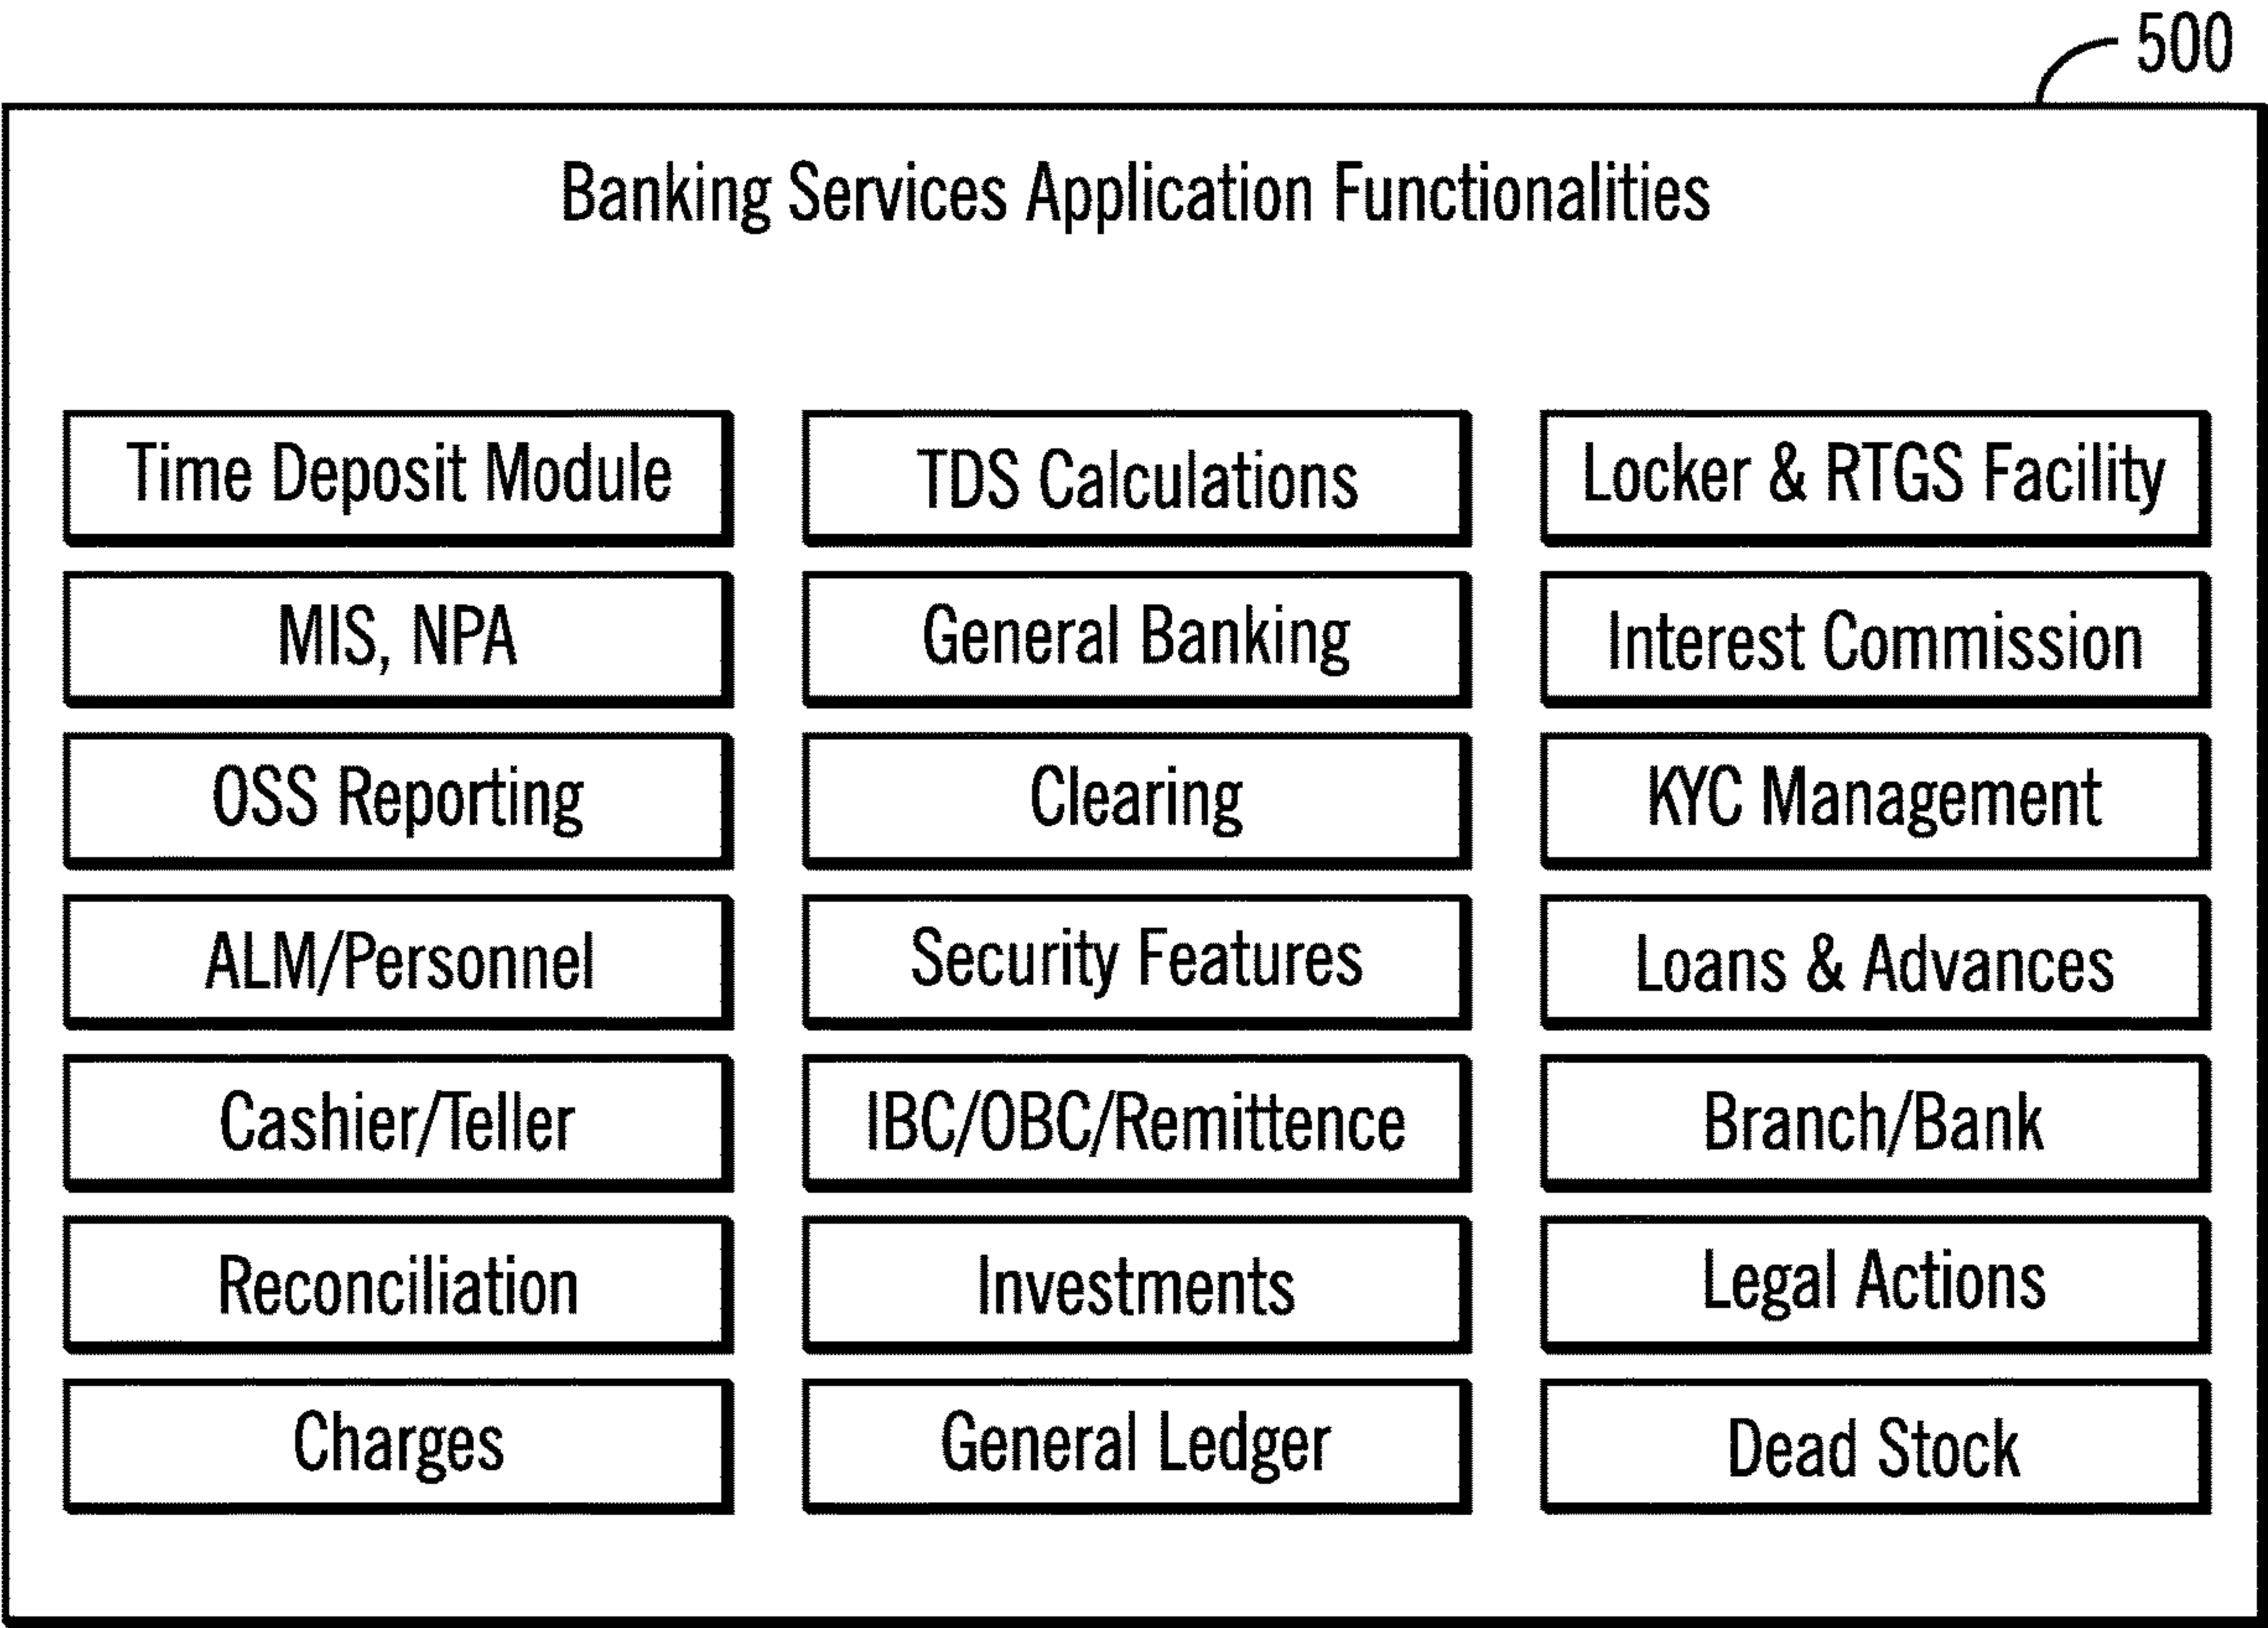 500
Banking Services Application Functionalities
Time Deposit Module
TDS Calculations
Locker & RTGS Facility
MIS, NPA
General Banking
Interest Commission
OSS Reporting
Clearing
KYC Management
ALM/Personnel
Security Features
Loans & Advances
Cashier/Teller
IBC/OBC/Remittence
Branch/Bank
Reconciliation
Investments
Legal Actions
Charges
General Ledger
Dead Stock